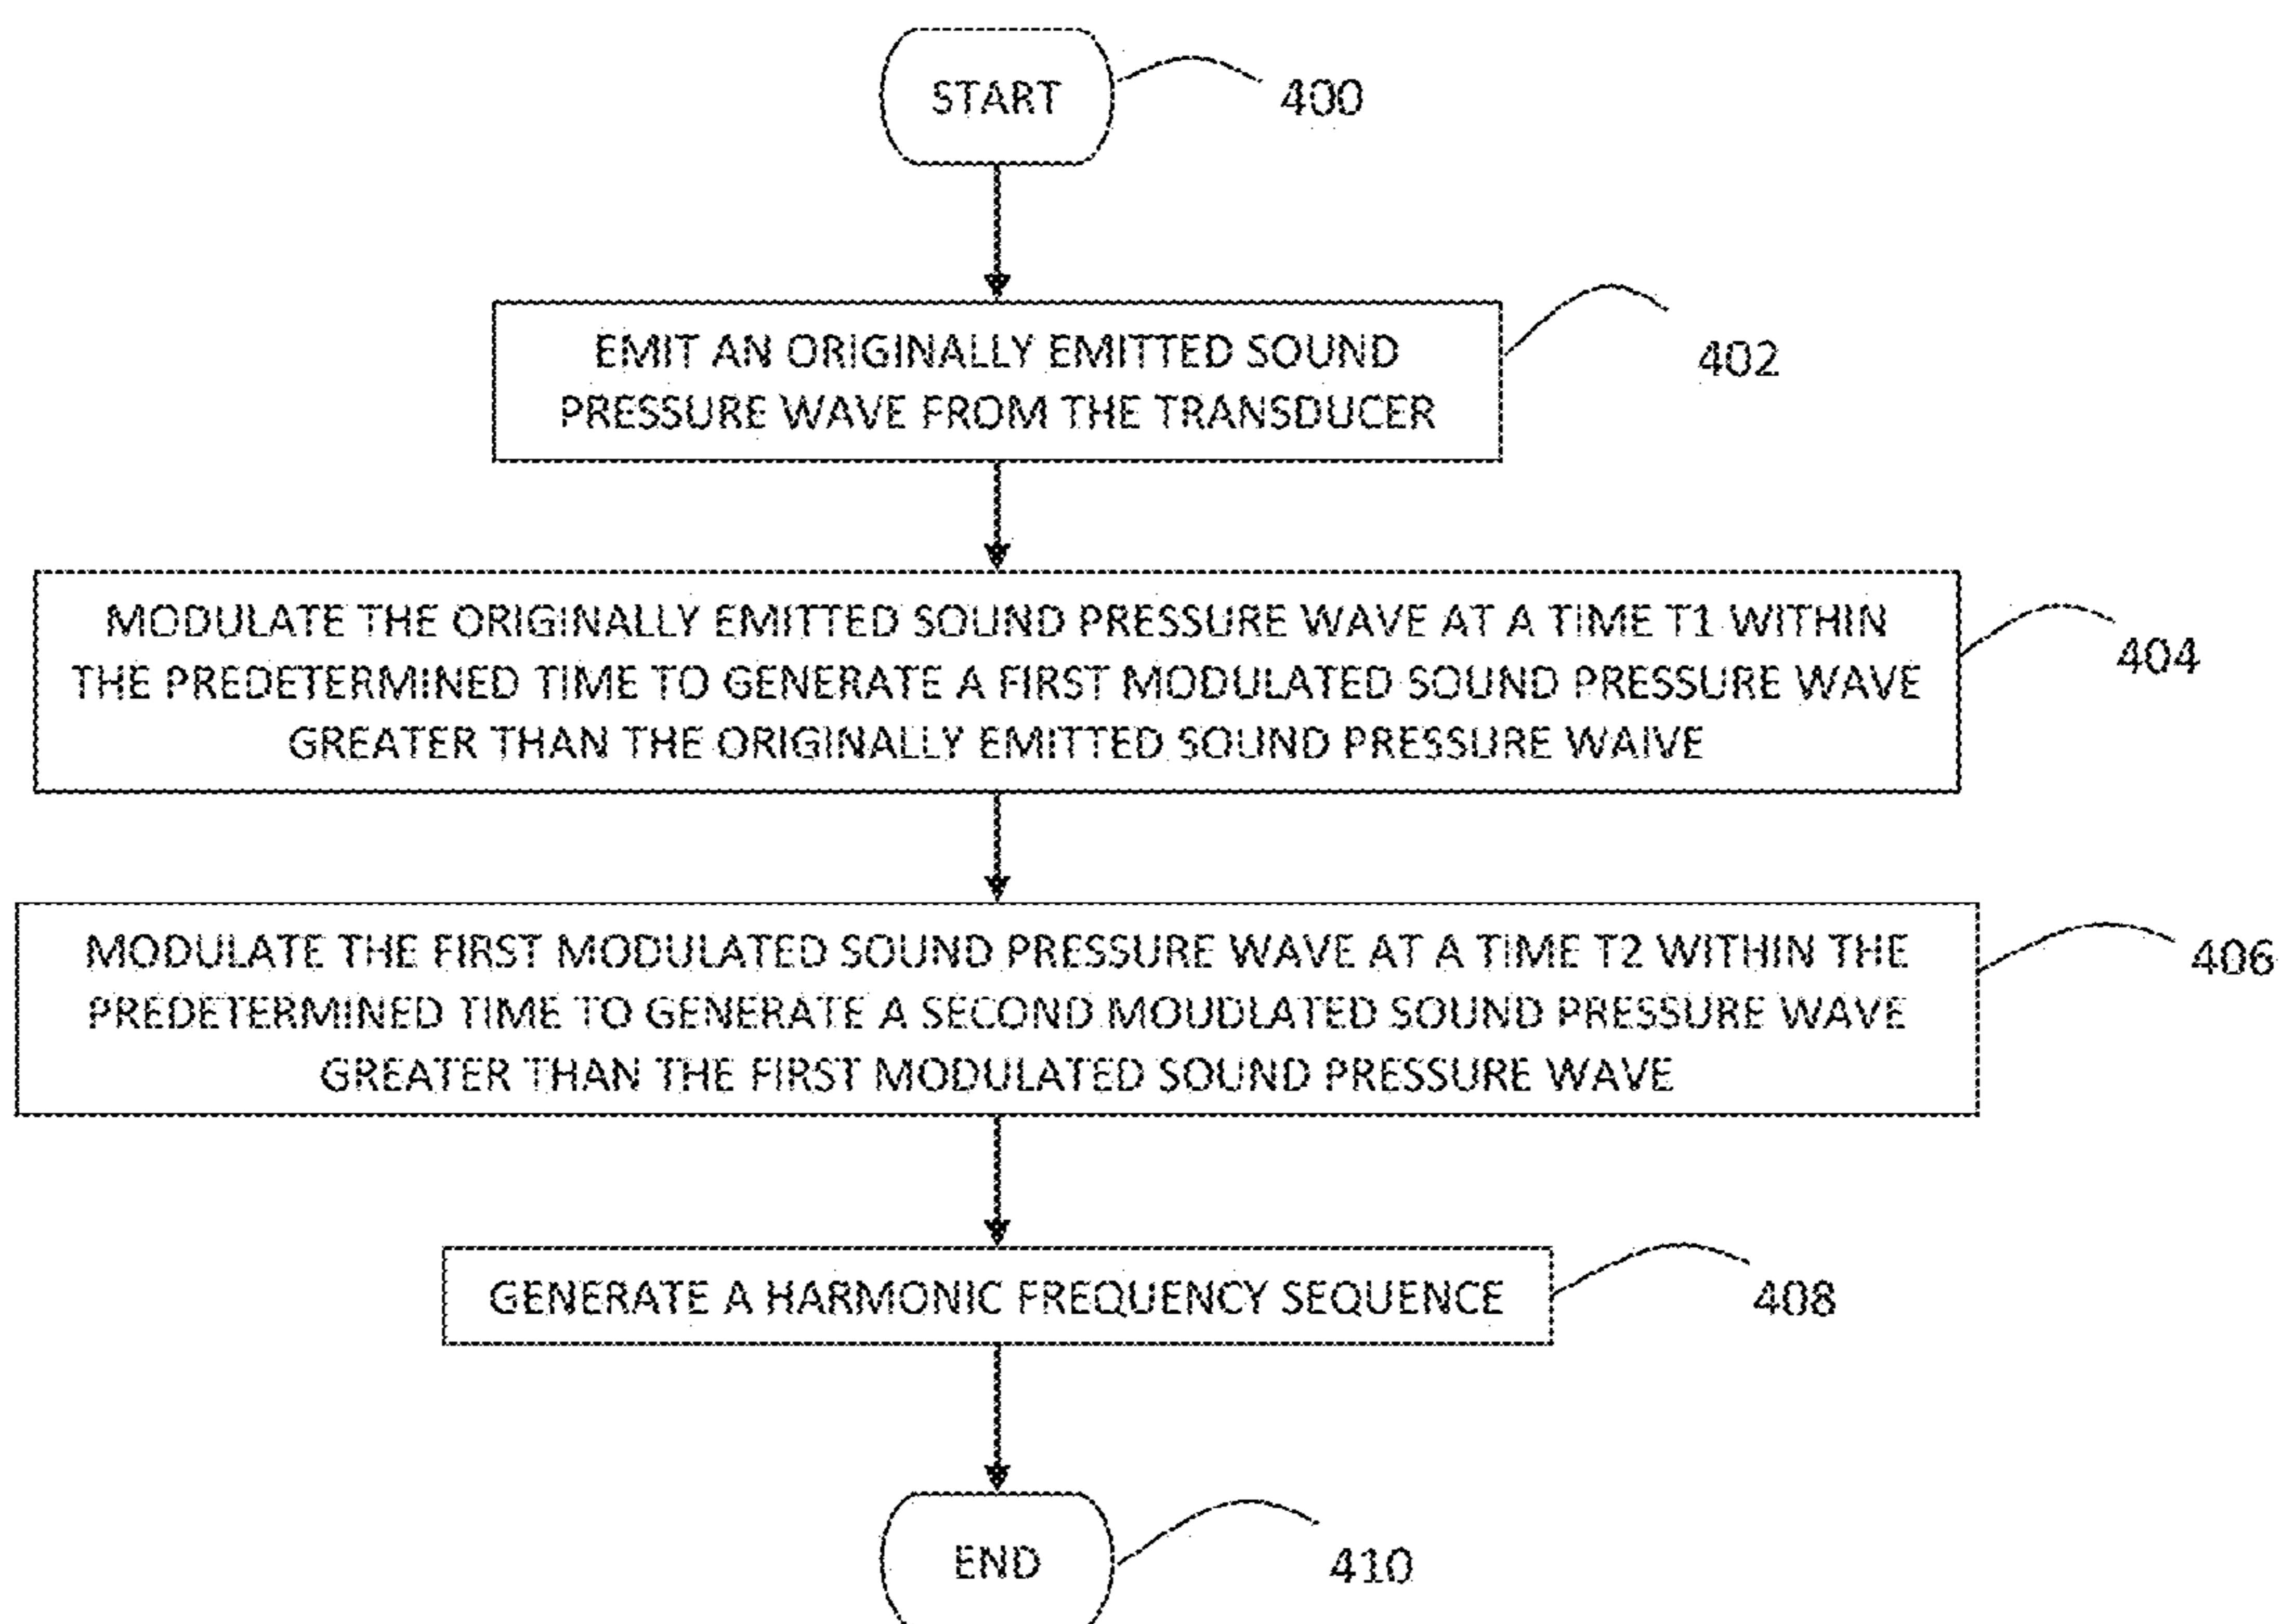 START
400
EMIT AN ORIGINALLY EMITTED SOUND
PRESSURE WAVE FROM THE TRANSDUCER
402
MODULATE THE ORIGINALLY EMITTED SOUND PRESSURE WAVE AT A TIME T1 WITHIN
THE PREDETERMINED TIME TO GENERATE A FIRST MODULATED SOUND PRESSURE WAVE
GREATER THAN THE ORIGINALLY EMITTED SOUND PRESSURE WAIVE
404
MODULATE THE FIRST MODULATED SOUND PRESSURE WAVE AT A TIME T2 WITHIN THE
PREDETERMINED TIME TO GENERATE A SECOND MOUDLATED SOUND PRESSURE WAVE
GREATER THAN THE FIRST MODULATED SOUND PRESSURE WAVE
406
GENERATE A HARMONIC FREQUENCY SEQUENCE
408
END
410